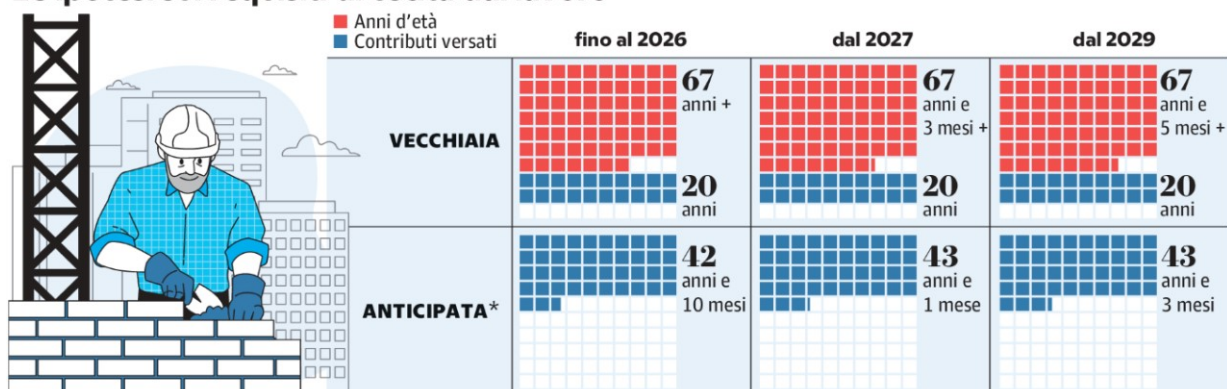 Anni d'età
Contributi versati
fino al 2026
dal 2027
dal 2029
VECCHIAIA
67
anni +
20
anni
67
anni e
3 mesi +
20
anni
67
anni e
5 mesi +
20
anni
ANTICIPATA*
42
anni e
10 mesi
43
anni e
1 mese
43
anni e
3 mesi